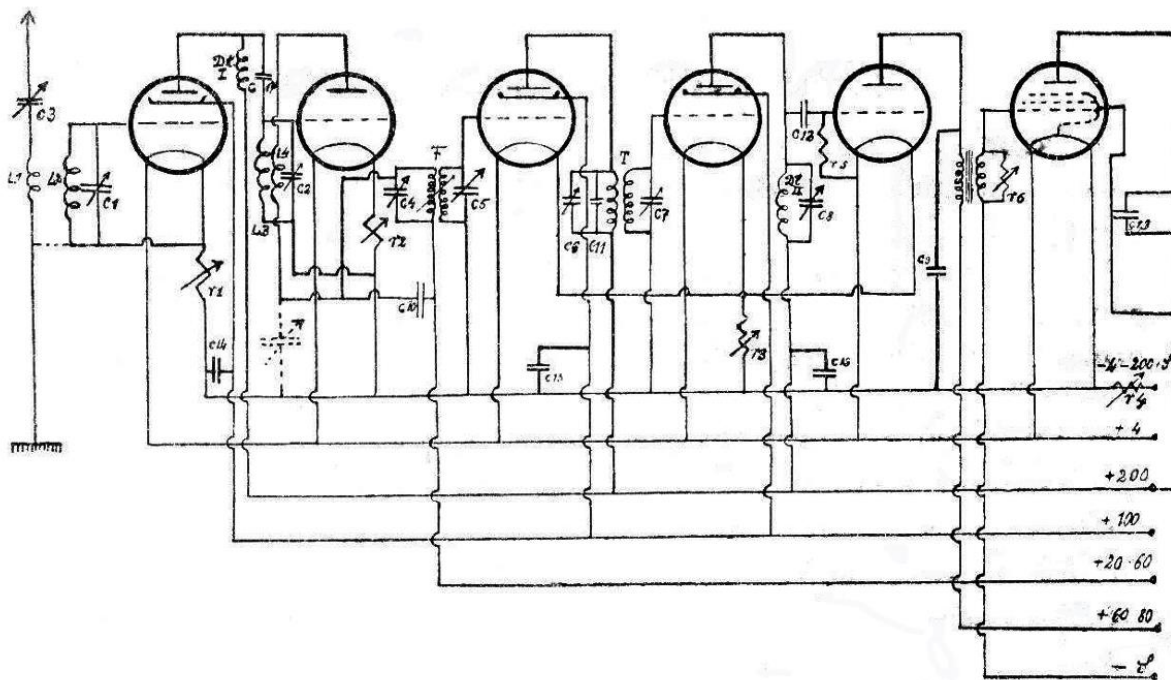 C3
L1
L2
C1
r1
C14
Dr
I
L4
C2
L3
r2
C4
F
C5
C10
C6
C11
T
C7
C13
r3
C12
r5
Dr
II
C8
C16
C9
r6
r4
+4
+200
+100
+20-60
+60 80